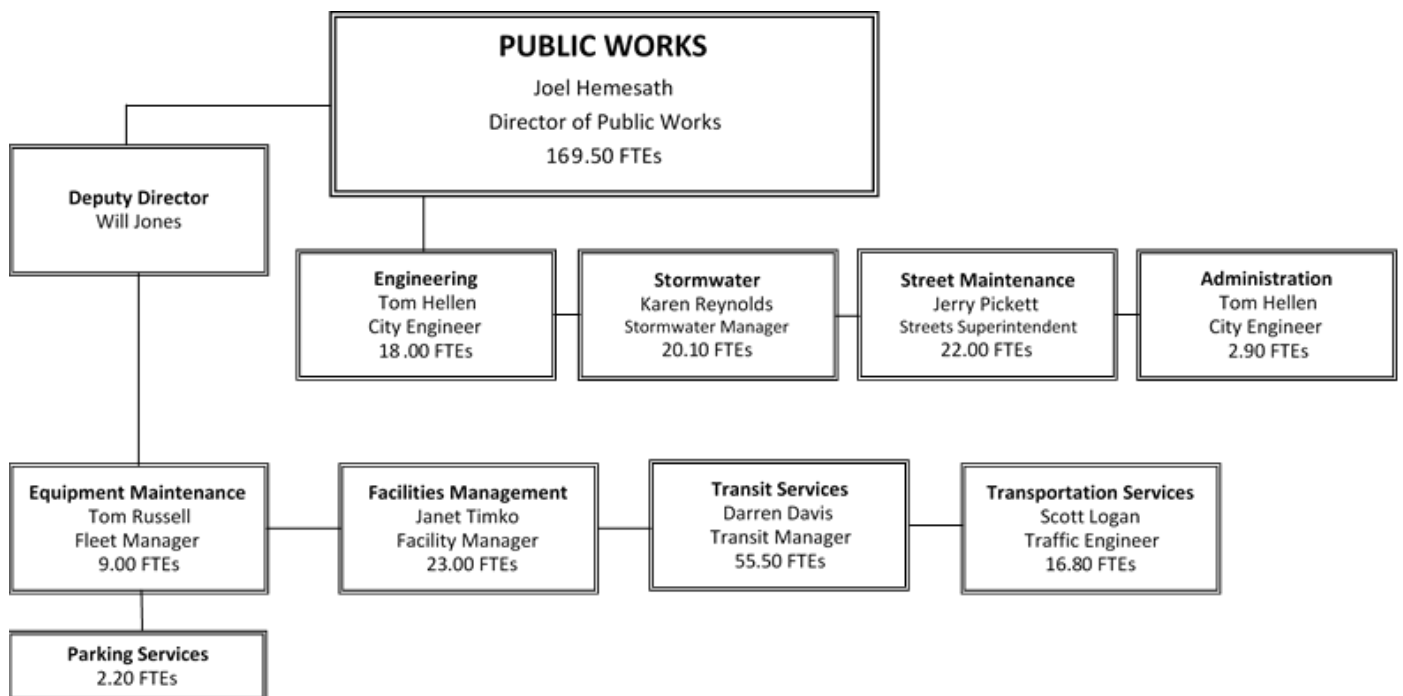 PUBLIC WORKS
Joel Hemesath
Director of Public Works
169.50 FTEs
Deputy Director
Will Jones
Engineering
Tom Hellen
City Engineer
18.00 FTEs
Stormwater
Karen Reynolds
Stormwater Manager
20.10 FTEs
Street Maintenance
Jerry Pickett
Streets Superintendent
22.00 FTEs
Administration
Tom Hellen
City Engineer
2.90 FTEs
Equipment Maintenance
Tom Russell
Fleet Manager
9.00 FTEs
Facilities Management
Janet Timko
Facility Manager
23.00 FTEs
Transit Services
Darren Davis
Transit Manager
55.50 FTEs
Transportation Services
Scott Logan
Traffic Engineer
16.80 FTEs
Parking Services
2.20 FTEs